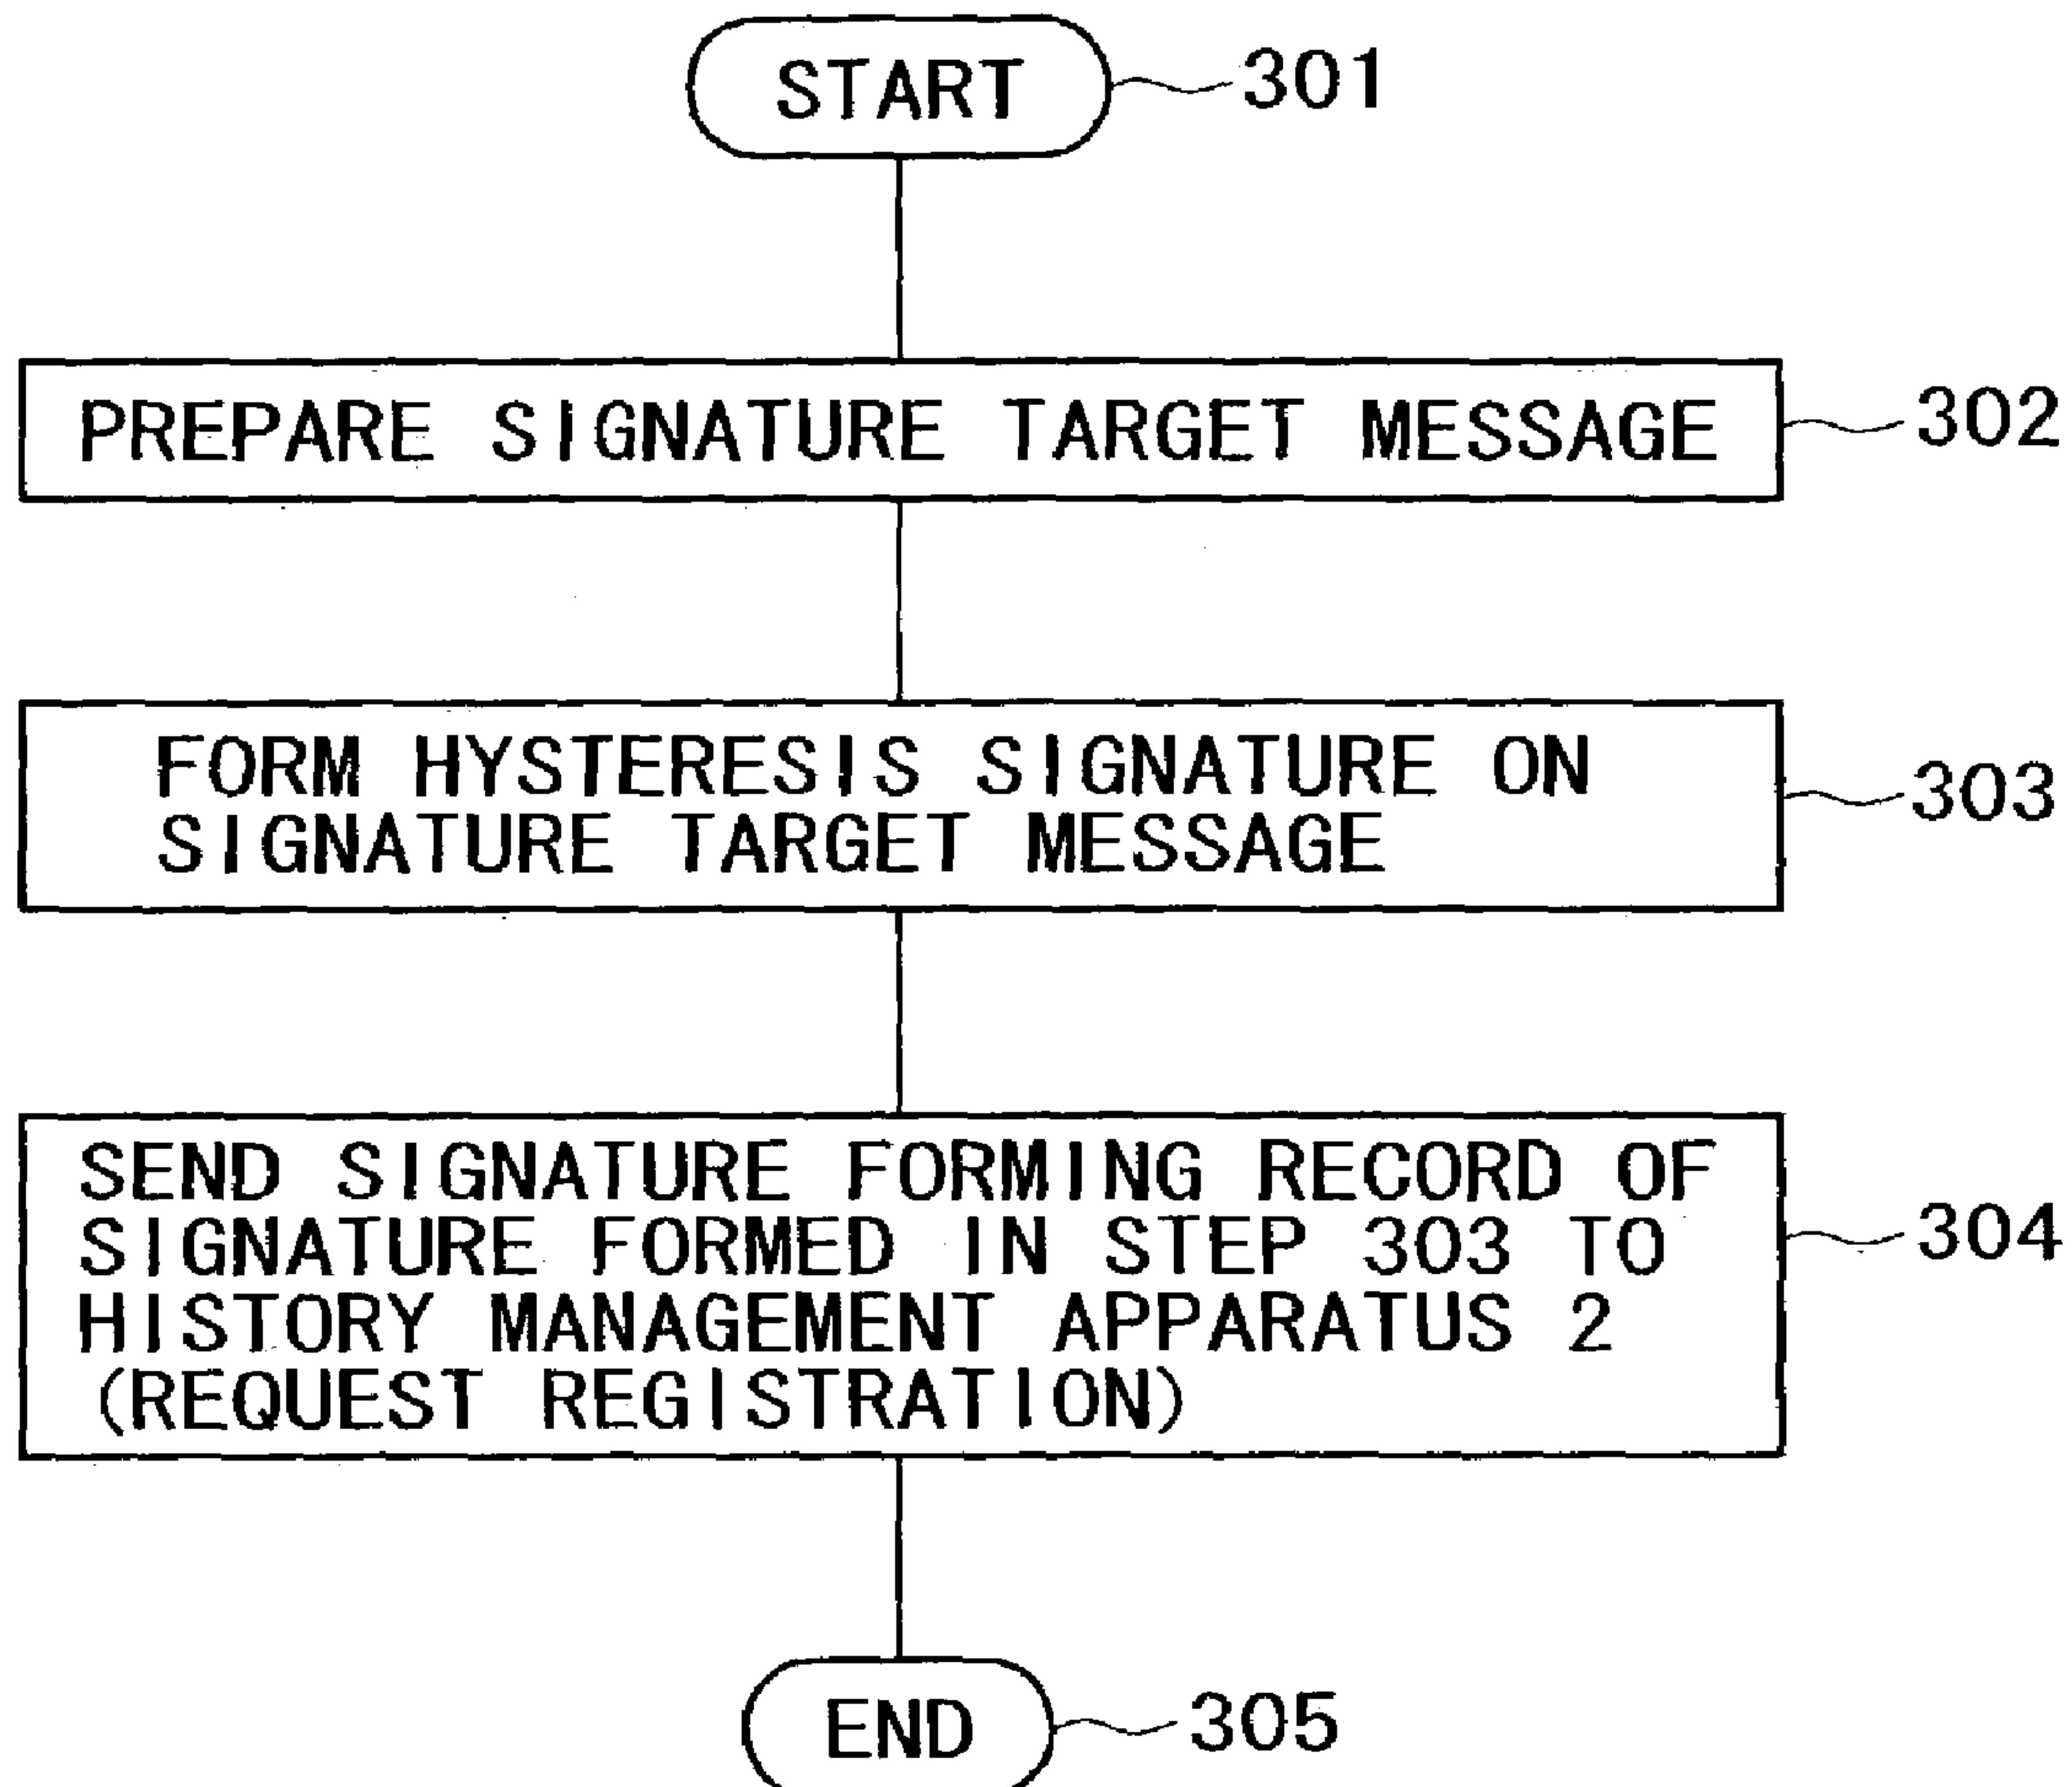 START
301
PREPARE SIGNATURE TARGET MESSAGE
302
FORM HYSTERESIS SIGNATURE ON
SIGNATURE TARGET MESSAGE
303
SEND SIGNATURE FORMING RECORD OF
SIGNATURE FORMED IN STEP 303 TO
HISTORY MANAGEMENT APPARATUS 2
(REQUEST REGISTRATION)
304
END
305